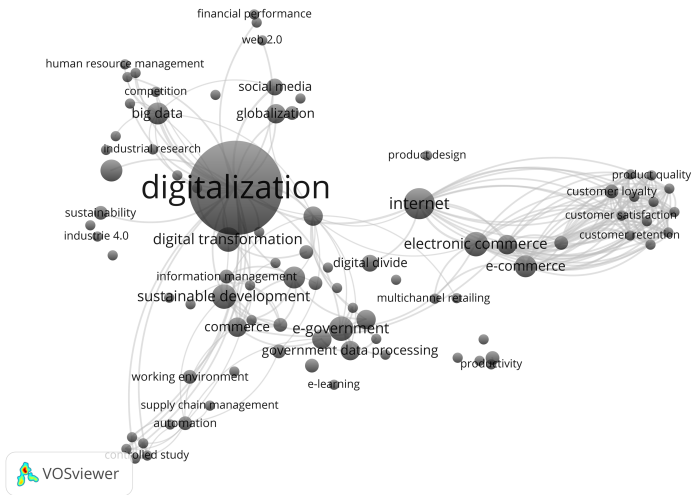 financial performance
web 2.0
human resource management
competition
social media
big data
globalization
industrial research
product design
product quality
digitalization
customer loyalty
internet
sustainability
customer satisfaction
industrie 4.0
digital transformation
customer retention
electronic commerce
digital divide
e-commerce
information management
sustainable development
multichannel retailing
commerce
e-government
government data processing
productivity
working environment
e-learning
supply chain management
automation
controlled study
VOSviewer